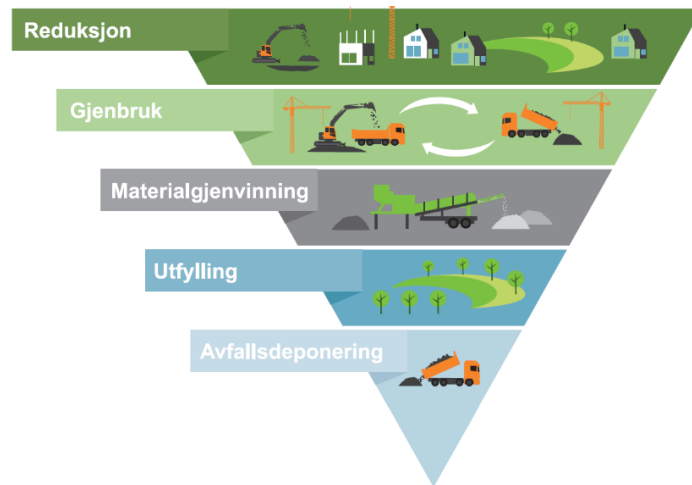 Reduksjon
Gjenbruk
Materialgjenvinning
Utfylling
Avfallsdeponering